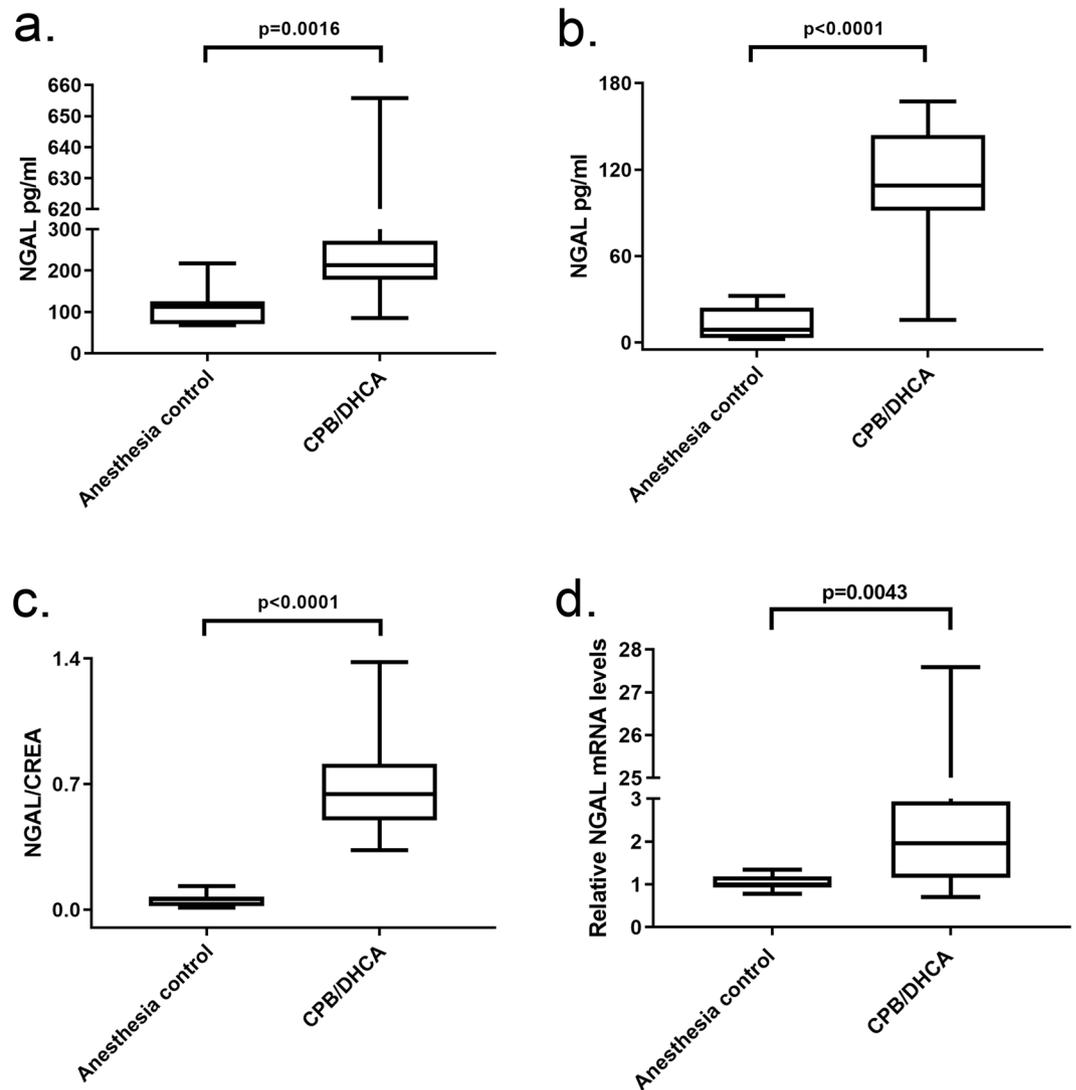 a.
p=0.0016
NGAL pg/ml
660
650
640
630
620
300
200
100
0
Anesthesia control
CPB/DHCA
b.
p<0.0001
NGAL pg/ml
180
120
60
0
Anesthesia control
CPB/DHCA
c.
p<0.0001
NGAL/CREA
1.4
0.7
0.0
Anesthesia control
CPB/DHCA
d.
p=0.0043
Relative NGAL mRNA levels
28
27
26
25
3
2
1
0
Anesthesia control
CPB/DHCA